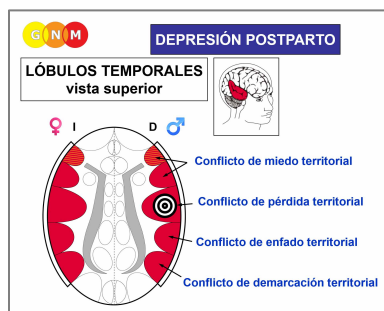 GNM
DEPRESIÓN POSTPARTO
LÓBULOS TEMPORALES
vista superior
♀ I D ♂
Conflicto de miedo territorial
Conflicto de pérdida territorial
Conflicto de enfado territorial
Conflicto de demarcación territorial